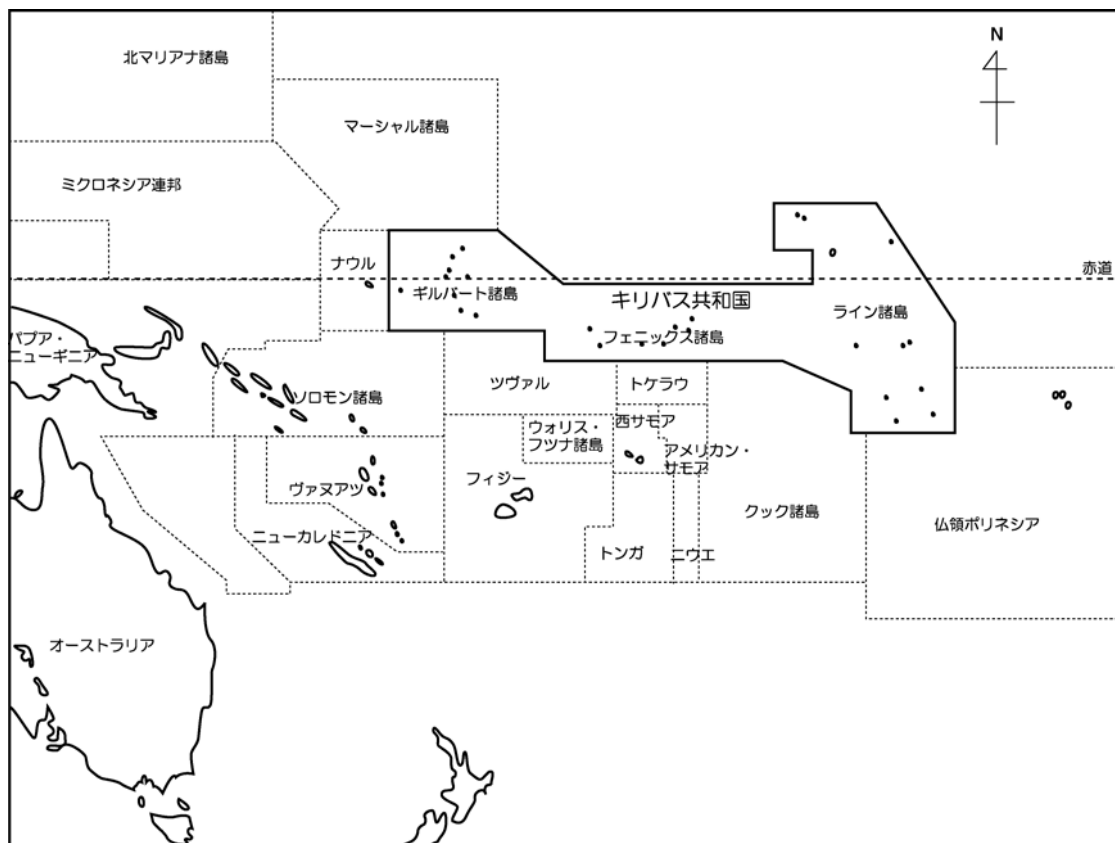 北マリアナ諸島
N
マーシャル諸島
ミクロネシア連邦
ナウル
赤道
ギルバート諸島
キリバス共和国
ライン諸島
フェニックス諸島
パプア・
ニューギニア
ツヴァル
トケラウ
ソロモン諸島
ウォリス・
フツナ諸島
西サモア
アメリカン・
サモア
フィジー
ヴァヌアツ
クック諸島
仏領ポリネシア
ニューカレドニア
トンガ
ニウエ
オーストラリア